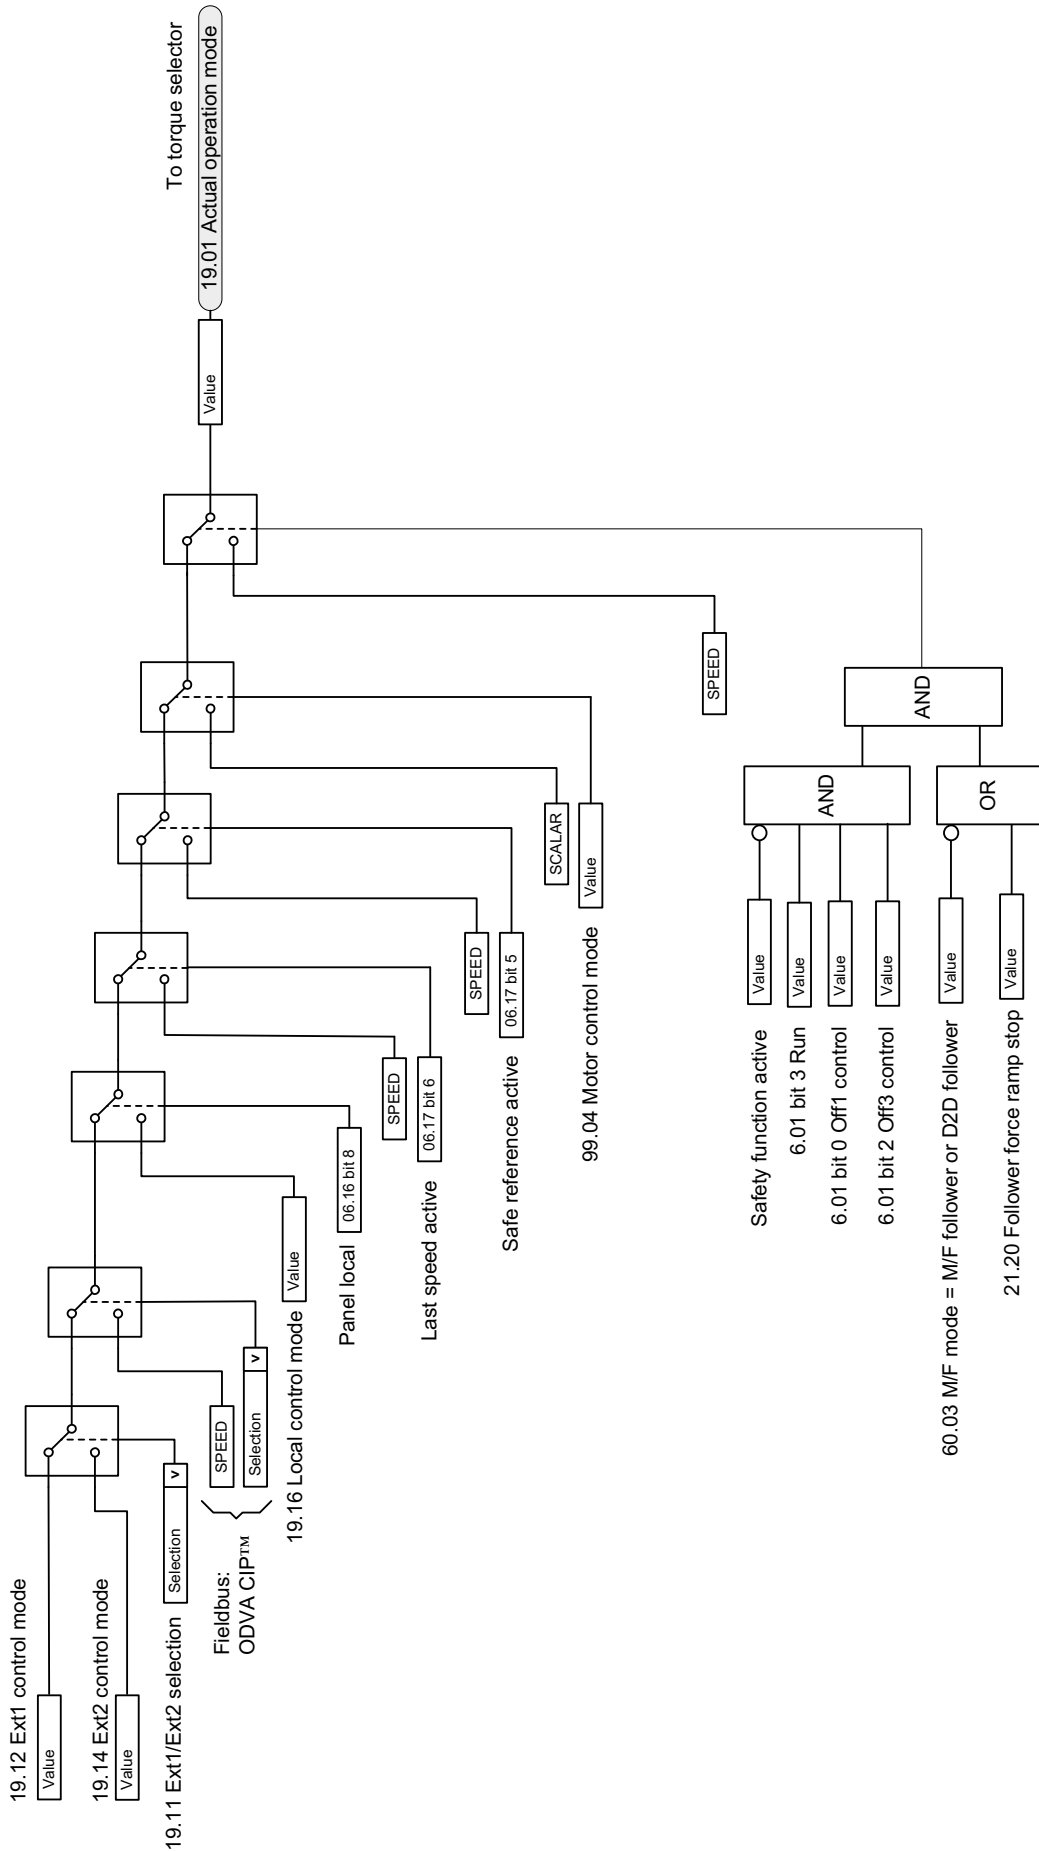 19.12 Ext1 control mode
Value
19.14 Ext2 control mode
Value
19.11 Ext1/Ext2 selection
Selection
v
Fieldbus:
ODVA CIP™
SPEED
Selection
v
19.16 Local control mode
Value
Panel local
06.16 bit 8
SPEED
Last speed active
06.17 bit 6
SPEED
Safe reference active
06.17 bit 5
SCALAR
99.04 Motor control mode
Value
SPEED
Value
19.01 Actual operation mode
To torque selector
Safety function active
Value
6.01 bit 3 Run
Value
6.01 bit 0 Off1 control
Value
6.01 bit 2 Off3 control
Value
AND
60.03 M/F mode = M/F follower or D2D follower
Value
21.20 Follower force ramp stop
Value
OR
AND